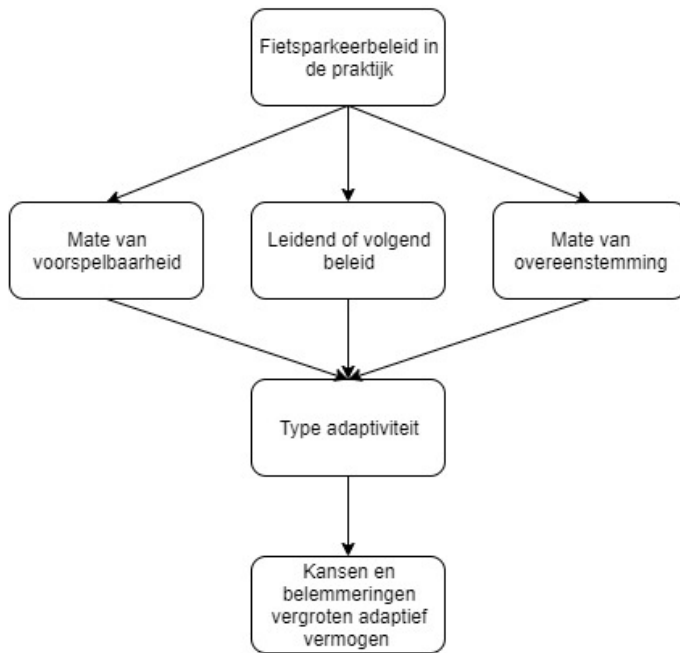 Fietsparkeerbeleid in
de praktijk
Mate van
voorspelbaarheid
Leidend of volgend
beleid
Mate van
overeenstemming
Type adaptiviteit
Kansen en
belemmeringen
vergroten adaptief
vermogen